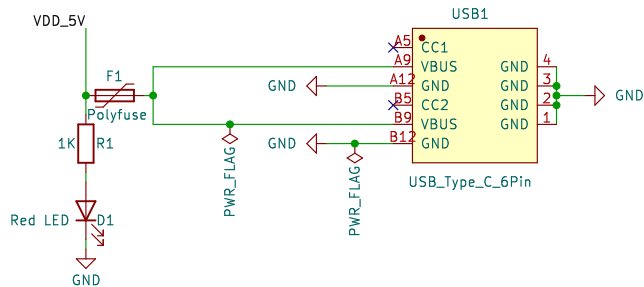 USB1
VDD_5V
A5 CC1
A9 VBUS GND 4
F1
GND A12 GND GND 3
GND
Polyfuse
B5 CC2 GND 2
B9 VBUS GND 1
1K R1
GND B12 GND
PWR_FLAG
PWR_FLAG
USB_Type_C_6Pin
Red LED D1
GND